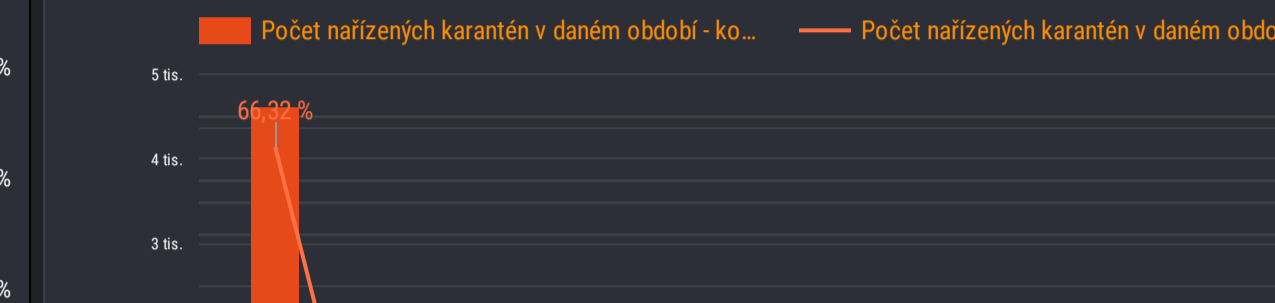 Počet nařízených karantén v daném období - ko...
Počet nařízených karantén v daném obdo
%
5 tis.
66,32 %
4 tis.
%
3 tis.
%